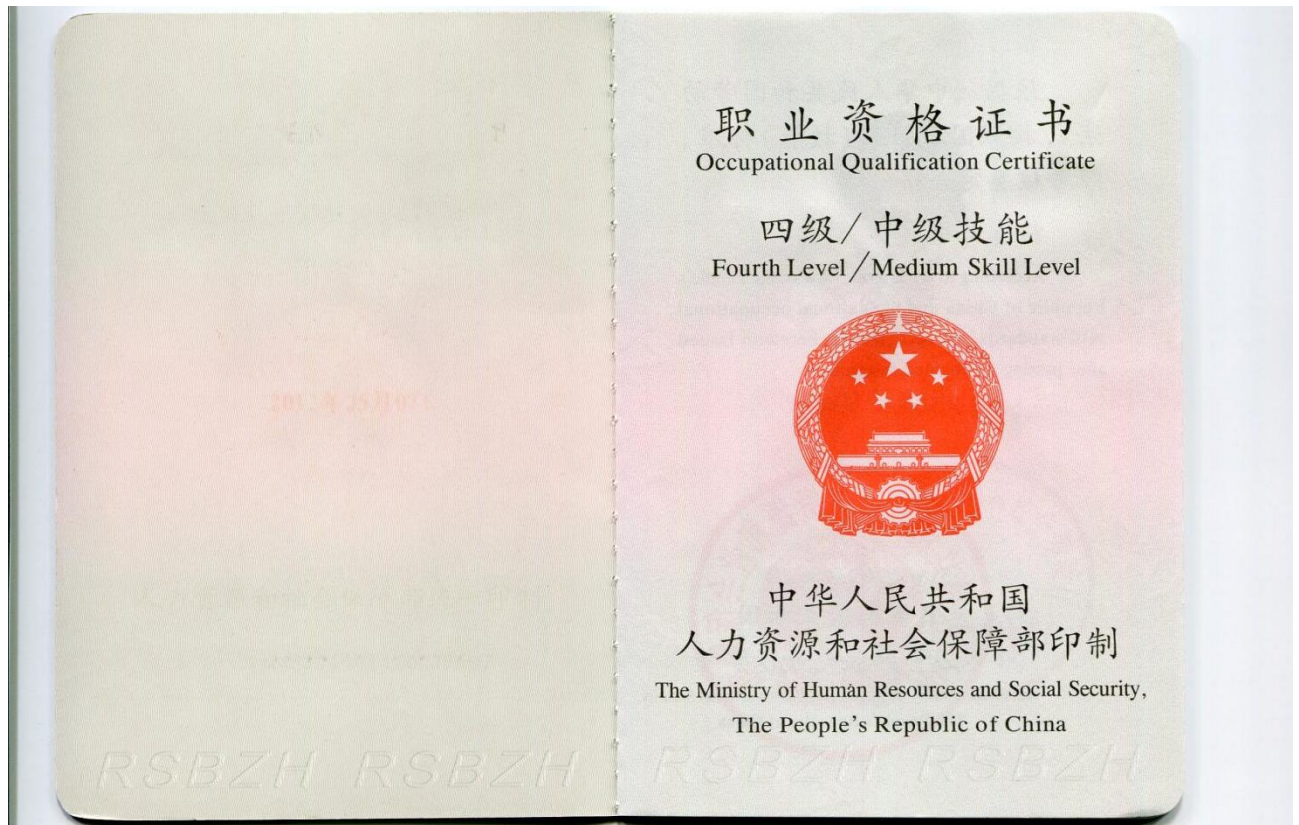 职业资格证书
Occupational Qualification Certificate
四级/中级技能
Fourth Level/Medium Skill Level
中华人民共和国
人力资源和社会保障部印制
The Ministry of Human Resources and Social Security,
The People's Republic of China
RSBZH RSBZH RSBZH RSBZH